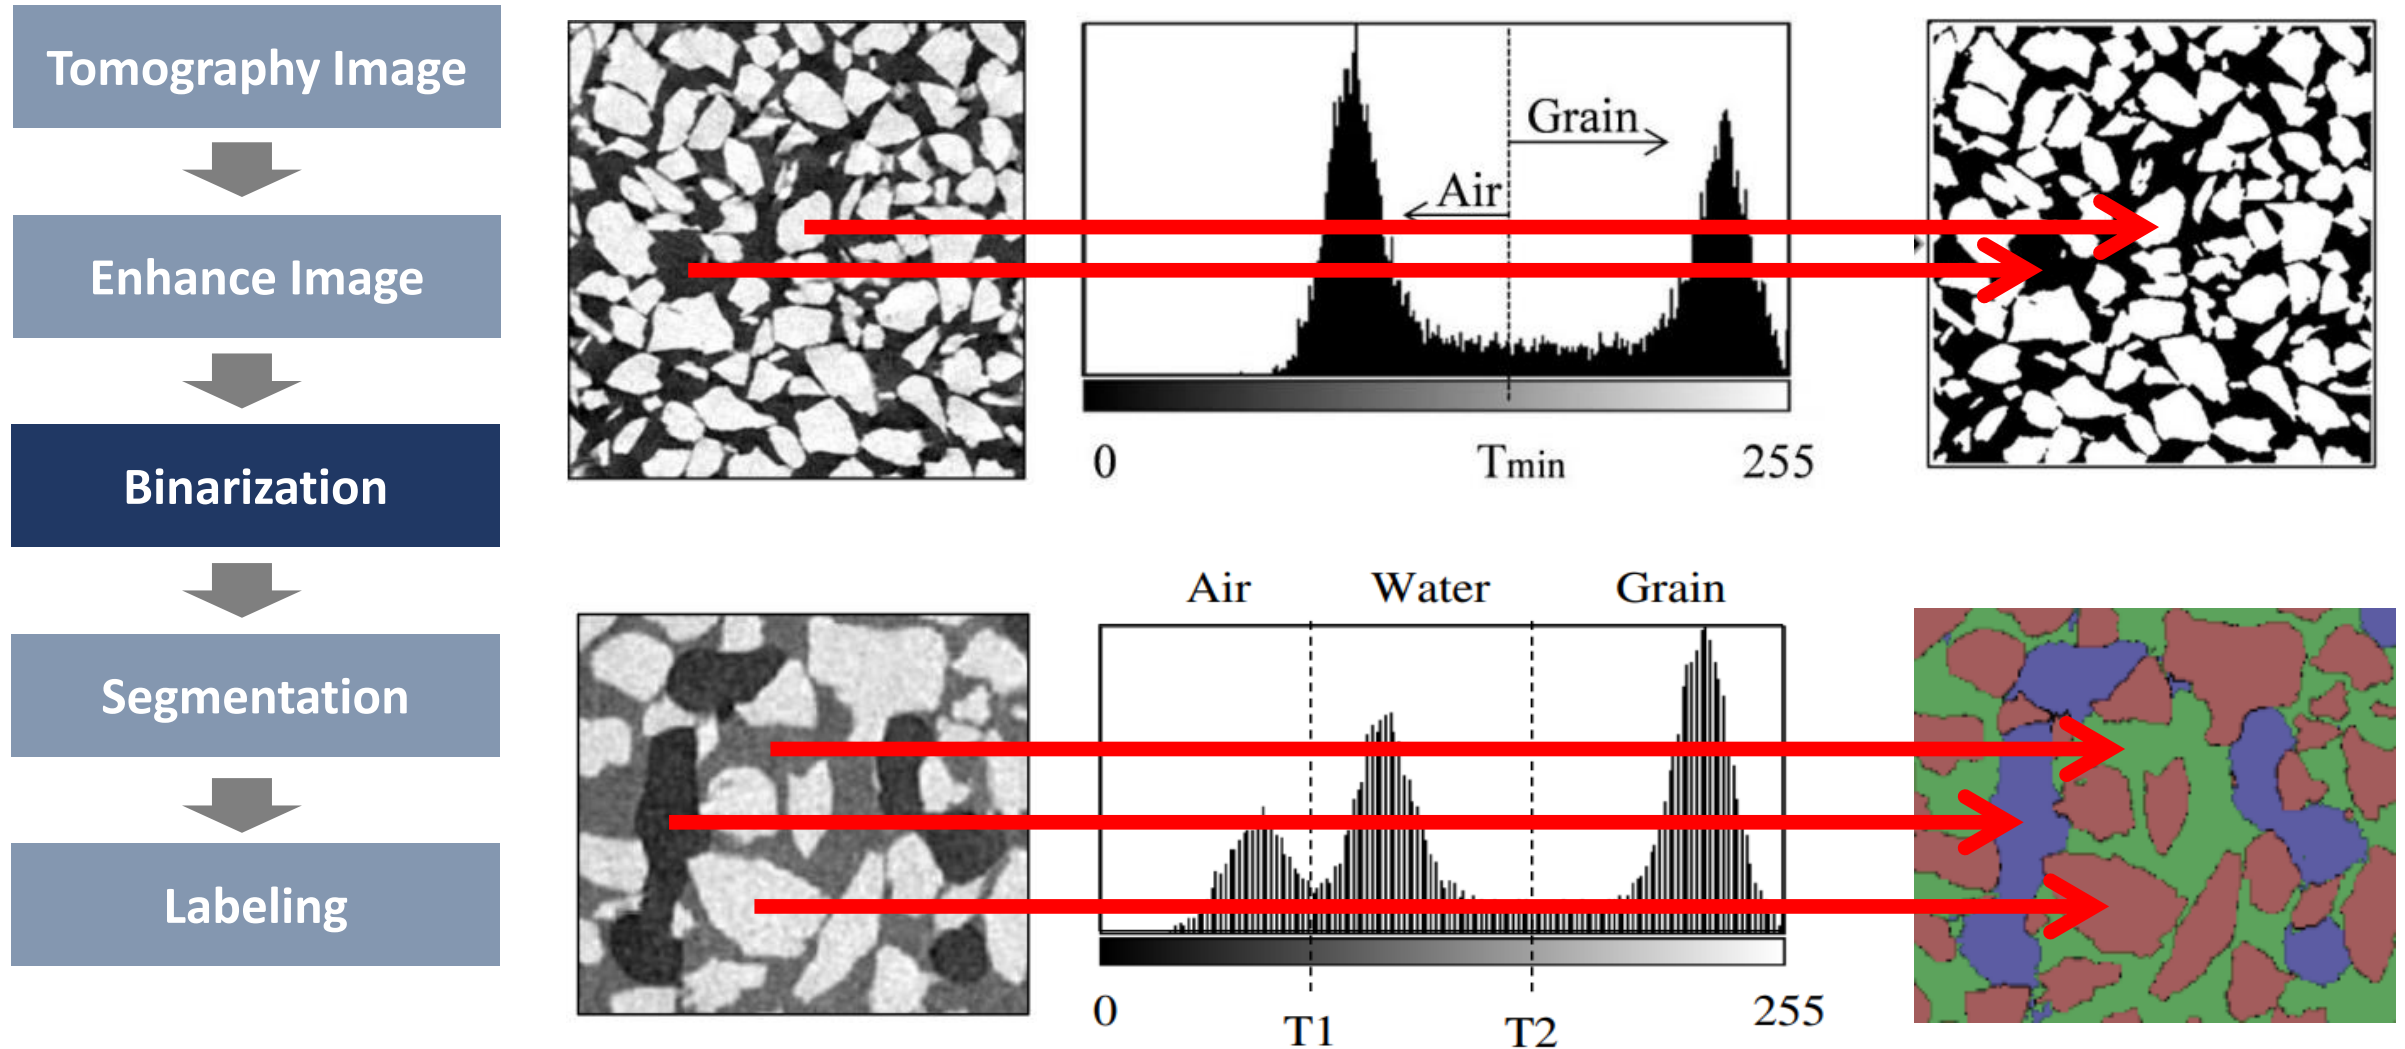 Tomography Image
Enhance Image
Binarization
Segmentation
Labeling
Grain
Air
0
Tmin
255
Air
Water
Grain
0
T1
T2
255